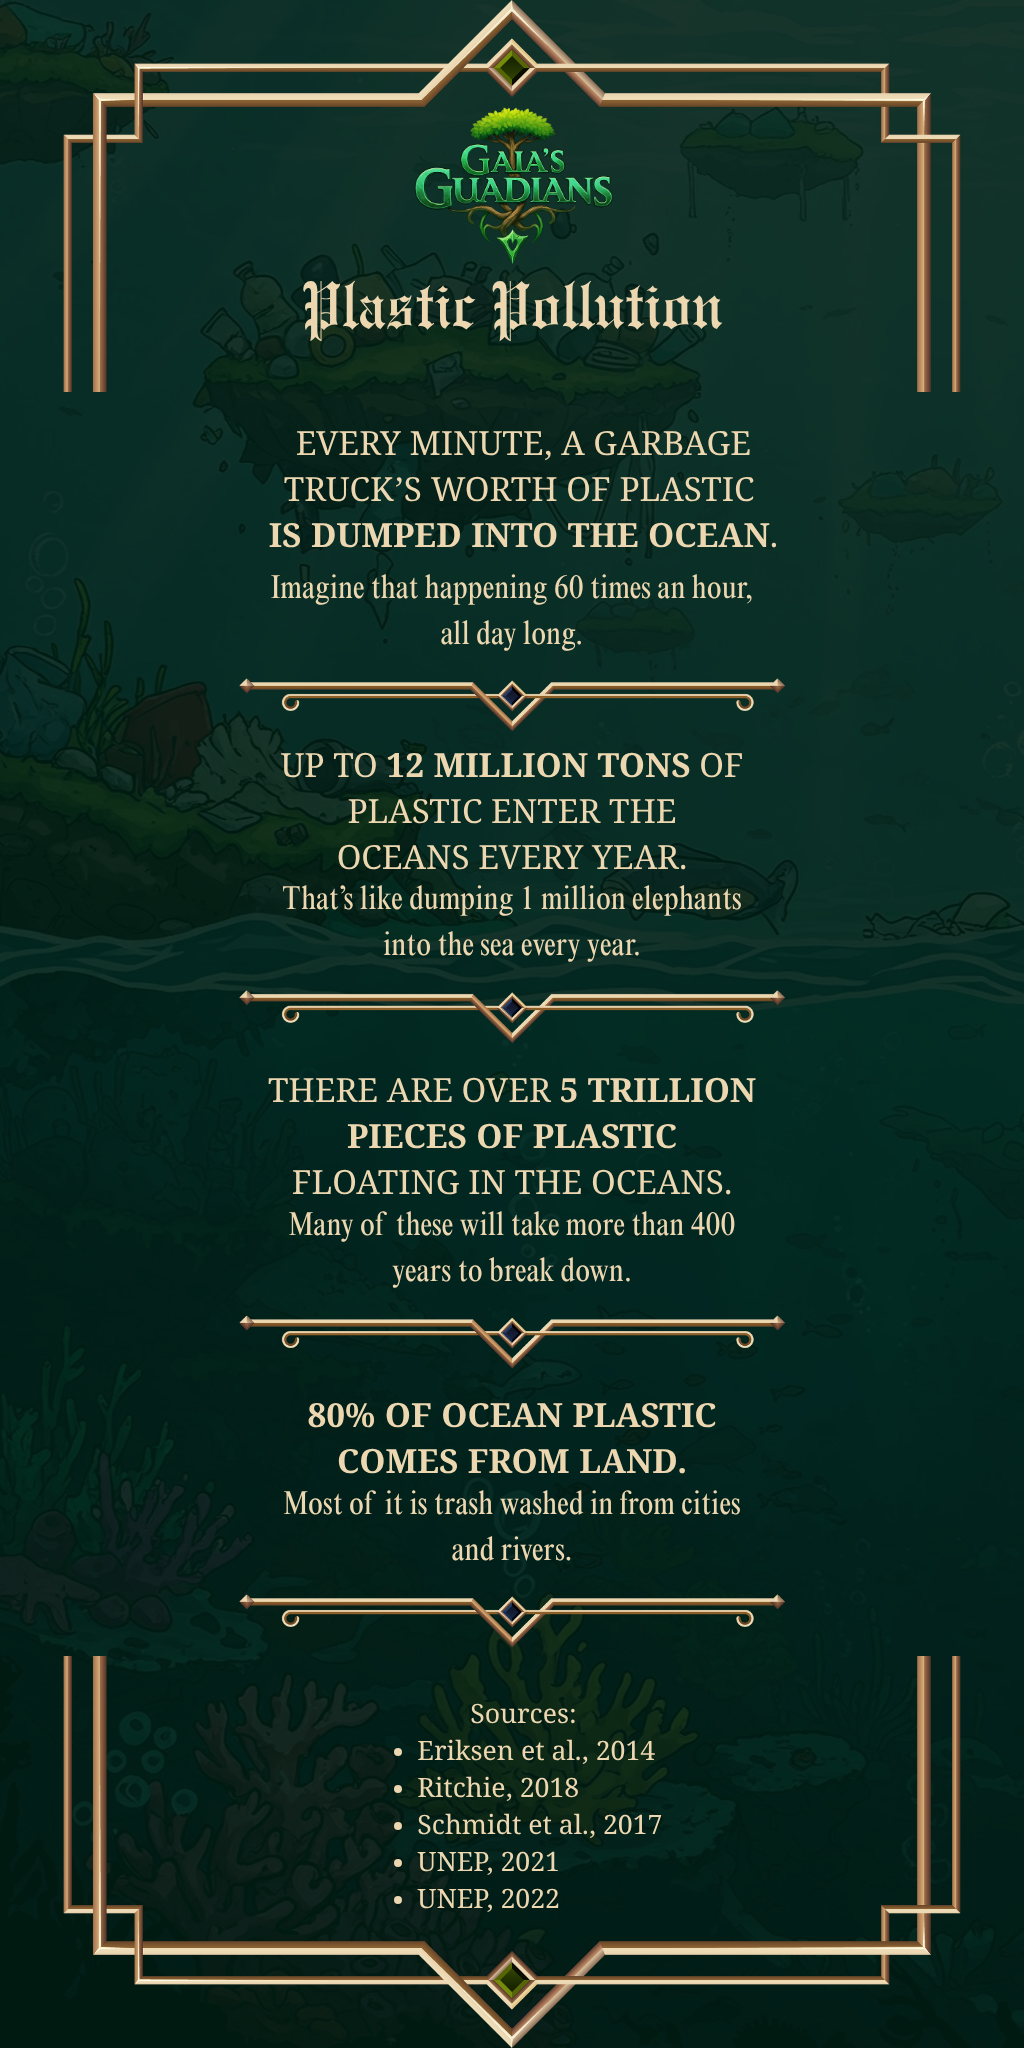 GAIA'S
GUADIANS
Plastic Pollution
EVERY MINUTE, A GARBAGE
TRUCK'S WORTH OF PLASTIC
IS DUMPED INTO THE OCEAN.
Imagine that happening 60 times an hour,
all day long.
UP TO 12 MILLION TONS OF
PLASTIC ENTER THE
OCEANS EVERY YEAR.
That's like dumping 1 million elephants
into the sea every year.
THERE ARE OVER 5 TRILLION
PIECES OF PLASTIC
FLOATING IN THE OCEANS.
Many of these will take more than 400
years to break down.
80% OF OCEAN PLASTIC
COMES FROM LAND.
Most of it is trash washed in from cities
and rivers.
Sources:
• Eriksen et al., 2014
• Ritchie, 2018
• Schmidt et al., 2017
• UNEP, 2021
• UNEP, 2022